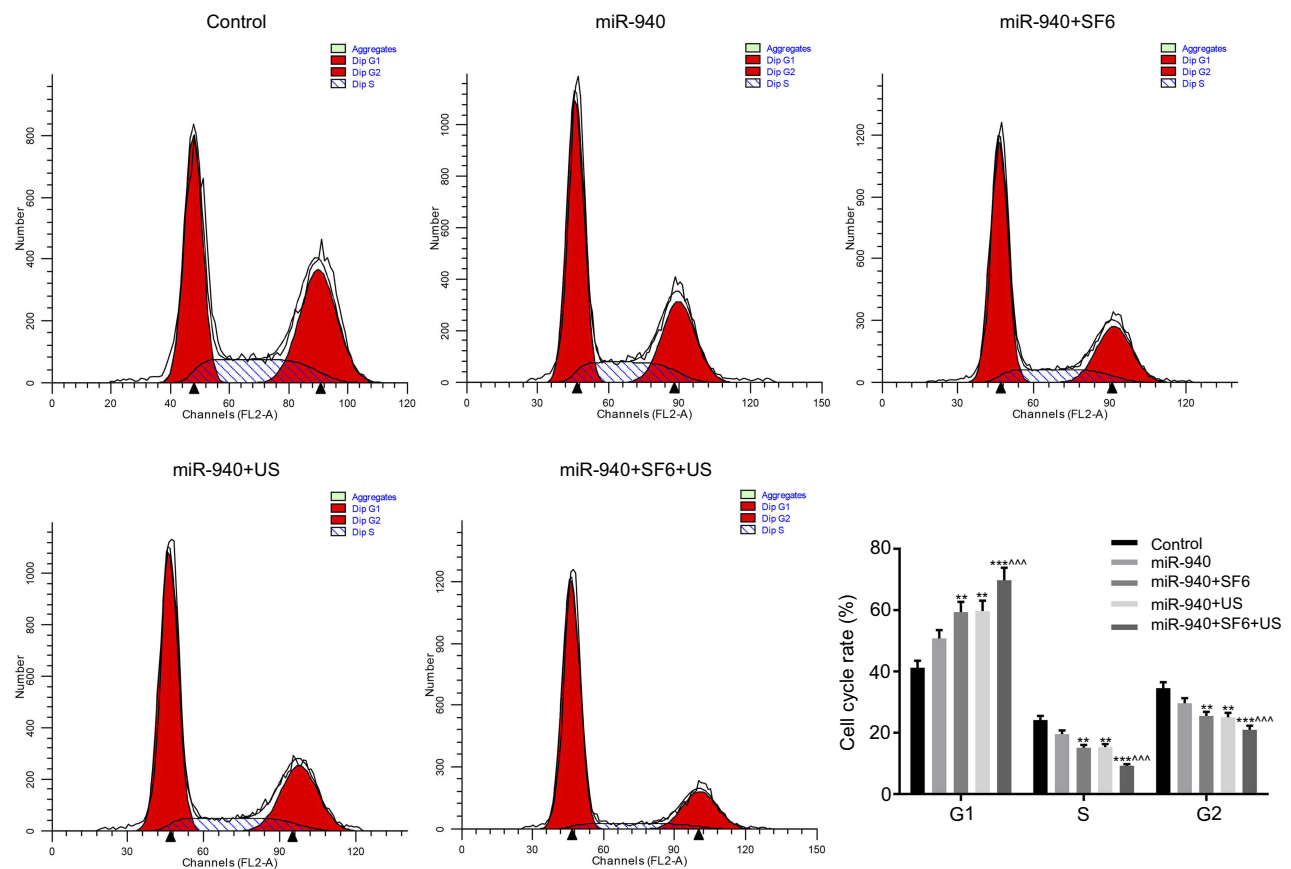 Control
Aggregates
Dip G1
Dip G2
Dip S
Number
0
200
400
600
800
0
20
40
60
80
100
120
Channels (FL2-A)
miR-940
Aggregates
Dip G1
Dip G2
Dip S
Number
0
200
400
600
800
1000
0
30
60
90
120
150
Channels (FL2-A)
miR-940+SF6
Aggregates
Dip G1
Dip G2
Dip S
Number
0
300
600
900
1200
0
30
60
90
120
Channels (FL2-A)
miR-940+US
Aggregates
Dip G1
Dip G2
Dip S
Number
0
200
400
600
800
1000
0
30
60
90
120
Channels (FL2-A)
miR-940+SF6+US
Aggregates
Dip G1
Dip G2
Dip S
Number
0
300
600
900
1200
0
30
60
90
120
150
Channels (FL2-A)
Control
miR-940
miR-940+SF6
miR-940+US
miR-940+SF6+US
Cell cycle rate (%)
80
60
40
20
0
** ** ***^^^
** ** ***^^^
** ** ***^^^
G1 S G2